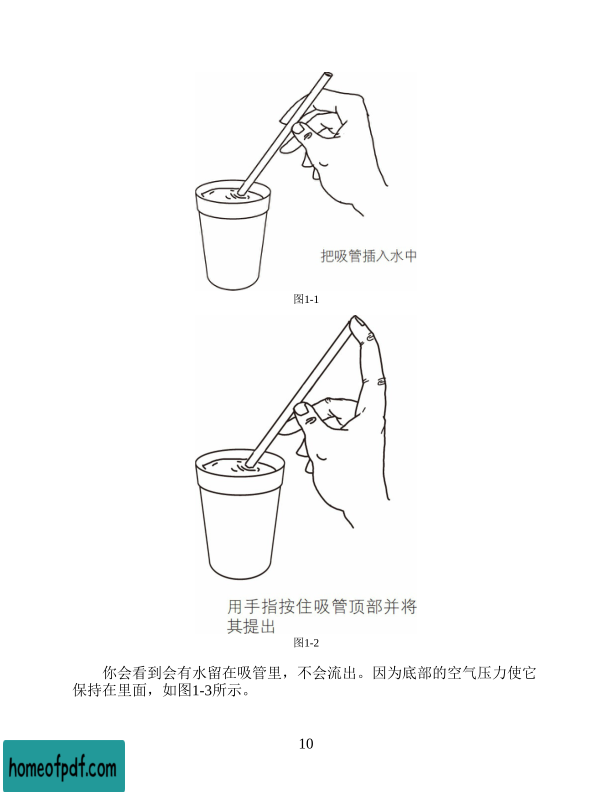 把吸管插入水中
图1-1
用手指按住吸管顶部并将
其提出
图1-2
你会看到会有水留在吸管里，不会流出。因为底部的空气压力使它
保持在里面，如图1-3所示。
10
homeofpdf.com